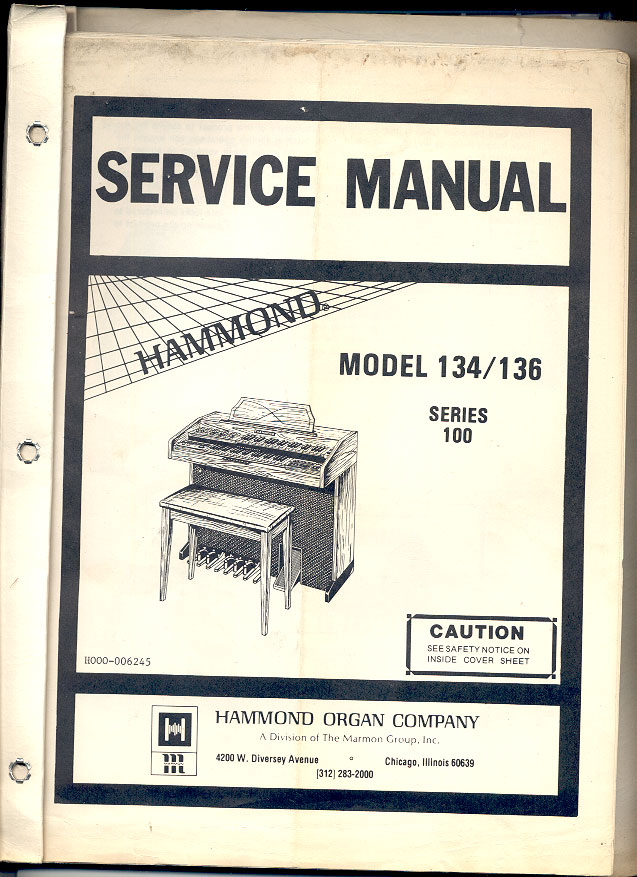 SERVICE MANUAL
HAMMOND®
MODEL 134/136
SERIES
100
CAUTION
SEE SAFETY NOTICE ON
INSIDE COVER SHEET
HO00-006245
HAMMOND ORGAN COMPANY
A Division of The Marmon Group, Inc.
4200 W. Diversey Avenue ° Chicago, Illinois 60639
(312) 283-2000